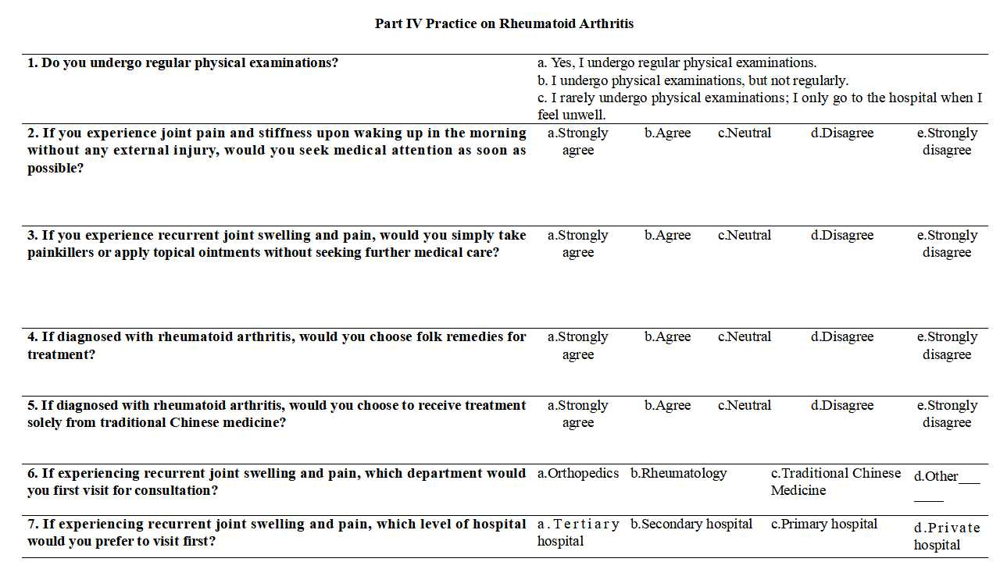 Part IV Practice on Rheumatoid Arthritis
1. Do you undergo regular physical examinations?
a. Yes, I undergo regular physical examinations.
b. I undergo physical examinations, but not regularly.
c. I rarely undergo physical examinations; I only go to the hospital when I
feel unwell.
2. If you experience joint pain and stiffness upon waking up in the morning
without any external injury, would you seek medical attention as soon as
possible?
a.Strongly agree b.Agree c.Neutral d.Disagree e.Strongly disagree
3. If you experience recurrent joint swelling and pain, would you simply take
painkillers or apply topical ointments without seeking further medical care?
a.Strongly agree b.Agree c.Neutral d.Disagree e.Strongly disagree
4. If diagnosed with rheumatoid arthritis, would you choose folk remedies for
treatment?
a.Strongly agree b.Agree c.Neutral d.Disagree e.Strongly disagree
5. If diagnosed with rheumatoid arthritis, would you choose to receive treatment
solely from traditional Chinese medicine?
a.Strongly agree b.Agree c.Neutral d.Disagree e.Strongly disagree
6. If experiencing recurrent joint swelling and pain, which department would
you first visit for consultation?
a.Orthopedics b.Rheumatology c.Traditional Chinese Medicine d.Other___ ____
7. If experiencing recurrent joint swelling and pain, which level of hospital
would you prefer to visit first?
a.Tertiary hospital b.Secondary hospital c.Primary hospital d.Private hospital